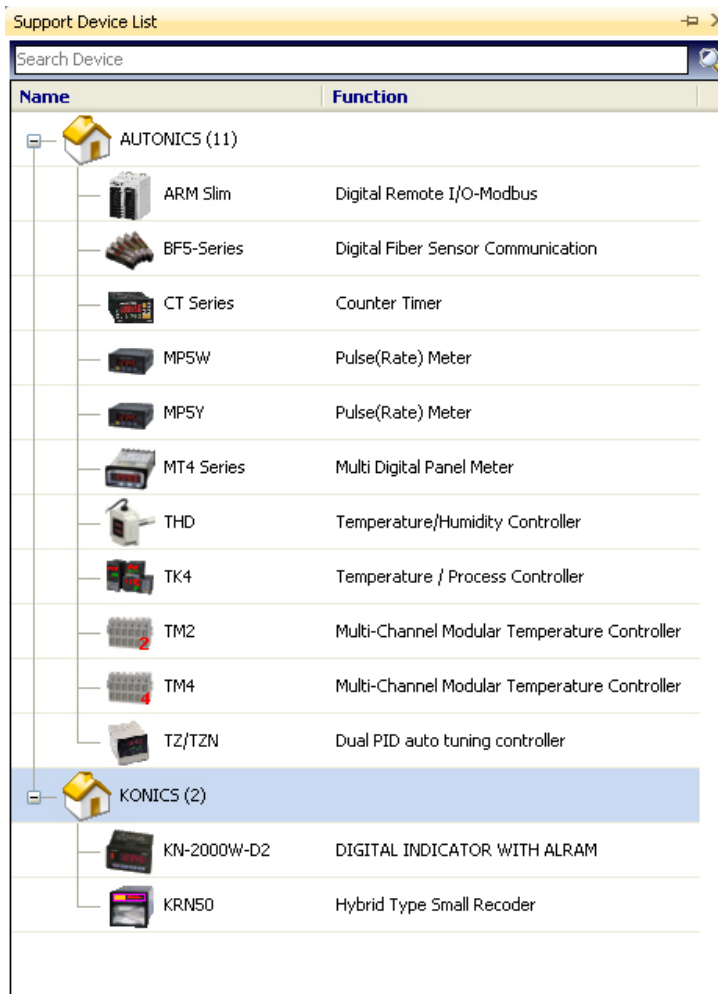 Support Device List
Search Device
Name Function
AUTONICS (11)
ARM Slim Digital Remote I/O-Modbus
BF5-Series Digital Fiber Sensor Communication
CT Series Counter Timer
MP5W Pulse(Rate) Meter
MP5Y Pulse(Rate) Meter
MT4 Series Multi Digital Panel Meter
THD Temperature/Humidity Controller
TK4 Temperature / Process Controller
TM2 Multi-Channel Modular Temperature Controller
2
TM4 Multi-Channel Modular Temperature Controller
4
TZ/TZN Dual PID auto tuning controller
KONICS (2)
KN-2000W-D2 DIGITAL INDICATOR WITH ALRAM
KRN50 Hybrid Type Small Recoder